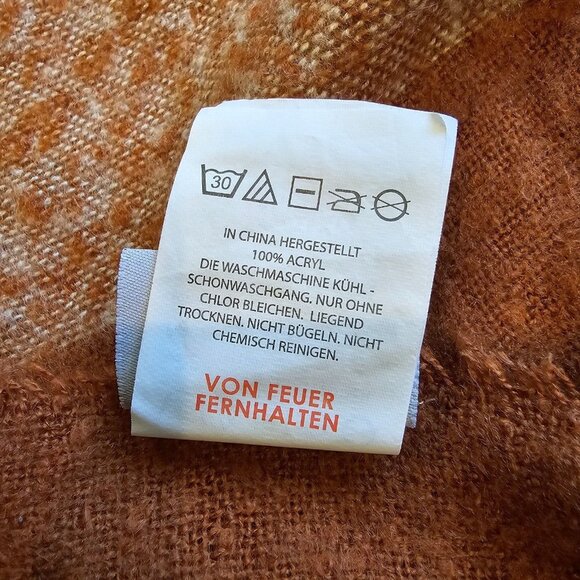 30
IN CHINA HERGESTELLT
100% ACRYL
DIE WASCHMASCHINE KÜHL -
SCHONWASCHGANG. NUR OHNE
CHLOR BLEICHEN. LIEGEND
TROCKNEN. NICHT BÜGELN. NICHT
CHEMISCH REINIGEN.
VON FEUER
FERNHALTEN